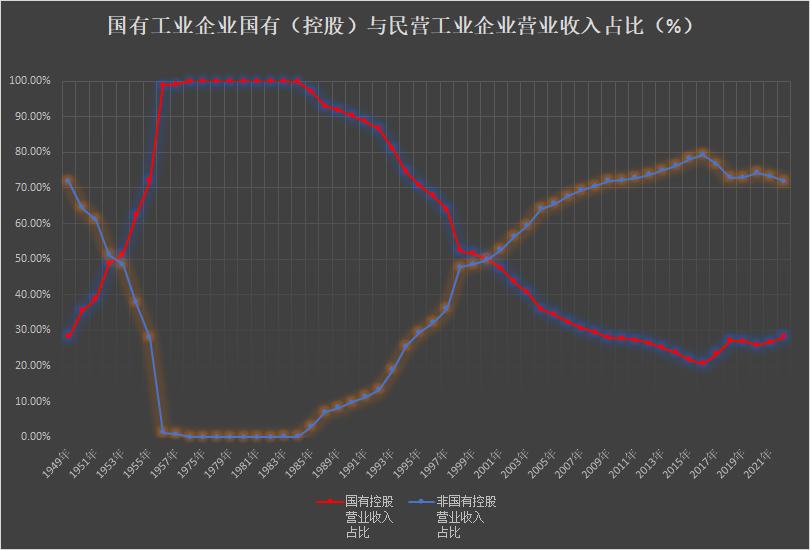 国有工业企业国有（控股）与民营工业企业营业收入占比（%）
100.00%
90.00%
80.00%
70.00%
60.00%
50.00%
40.00%
30.00%
20.00%
10.00%
0.00%
1949年
1951年
1953年
1955年
1957年
1975年
1979年
1981年
1983年
1985年
1989年
1991年
1993年
1995年
1997年
1999年
2001年
2003年
2005年
2007年
2009年
2011年
2013年
2015年
2017年
2019年
2021年
国有控股
营业收入
占比
非国有控股
营业收入
占比